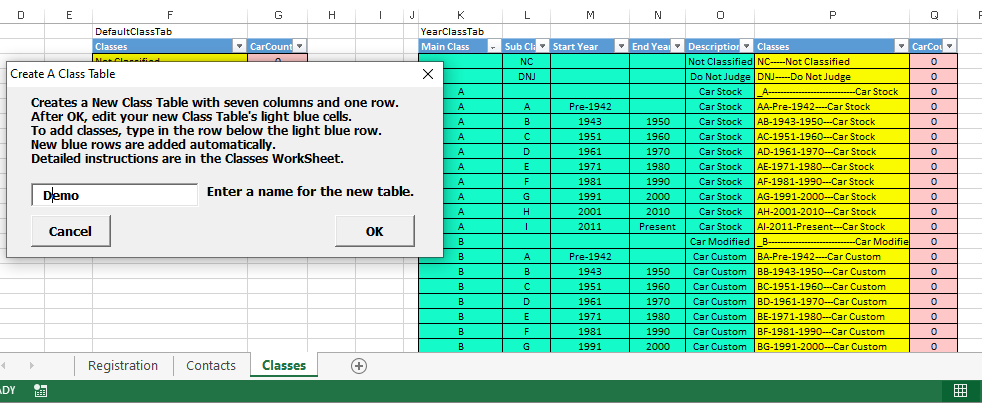 D E F G H I J K L M N O P Q
DefaultClassTab YearClassTab
Classes CarCount Main Class Sub Cla Start Year End Year Description Classes CarCou
Not Classified 0 NC Not Classified NC-----Not Classified 0
DNJ Do Not Judge DNJ-----Do Not Judge 0
A Car Stock _A-----------------------------Car Stock 0
A A Pre-1942 Car Stock AA-Pre-1942----Car Stock 0
A B 1943 1950 Car Stock AB-1943-1950---Car Stock 0
A C 1951 1960 Car Stock AC-1951-1960---Car Stock 0
A D 1961 1970 Car Stock AD-1961-1970---Car Stock 0
A E 1971 1980 Car Stock AE-1971-1980---Car Stock 0
A F 1981 1990 Car Stock AF-1981-1990---Car Stock 0
A G 1991 2000 Car Stock AG-1991-2000---Car Stock 0
A H 2001 2010 Car Stock AH-2001-2010---Car Stock 0
A I 2011 Present Car Stock AI-2011-Present---Car Stock 0
B Car Modified _B-----------------------------Car Modifie 0
B A Pre-1942 Car Custom BA-Pre-1942----Car Custom 0
B B 1943 1950 Car Custom BB-1943-1950---Car Custom 0
B C 1951 1960 Car Custom BC-1951-1960---Car Custom 0
B D 1961 1970 Car Custom BD-1961-1970---Car Custom 0
B E 1971 1980 Car Custom BE-1971-1980---Car Custom 0
B F 1981 1990 Car Custom BF-1981-1990---Car Custom 0
B G 1991 2000 Car Custom BG-1991-2000---Car Custom 0
Create A Class Table
Creates a New Class Table with seven columns and one row.
After OK, edit your new Class Table's light blue cells.
To add classes, type in the row below the light blue row.
New blue rows are added automatically.
Detailed instructions are in the Classes WorkSheet.
Demo Enter a name for the new table.
Cancel OK
Registration Contacts Classes
ADY